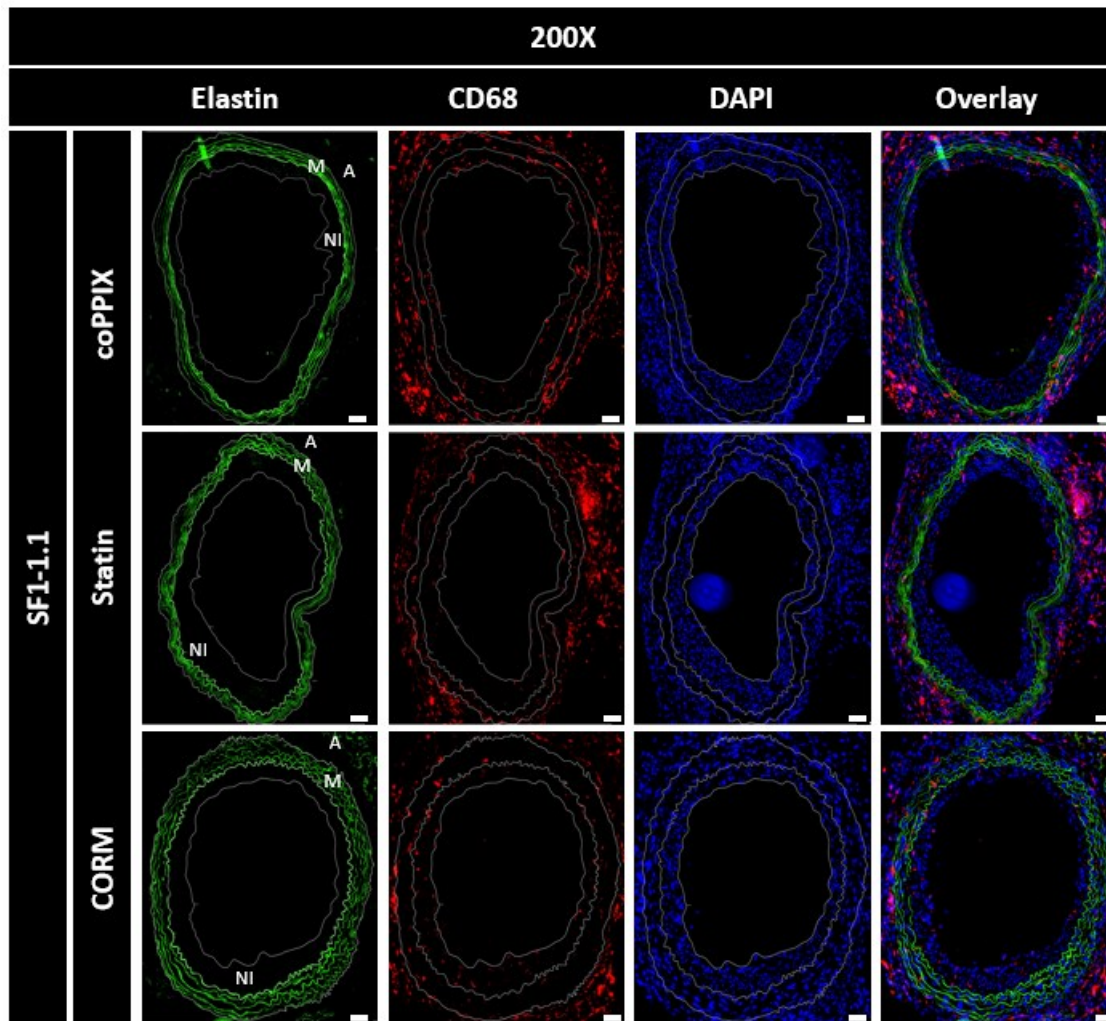 200X
Elastin CD68 DAPI Overlay
SF1-1.1
coPPIX
M A
NI
Statin
A
M
NI
CORM
A
M
NI